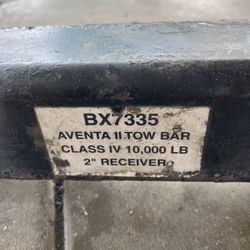 BX7335
AVENTA II TOW BAR
CLASS IV 10,000 LB
2" RECEIVER